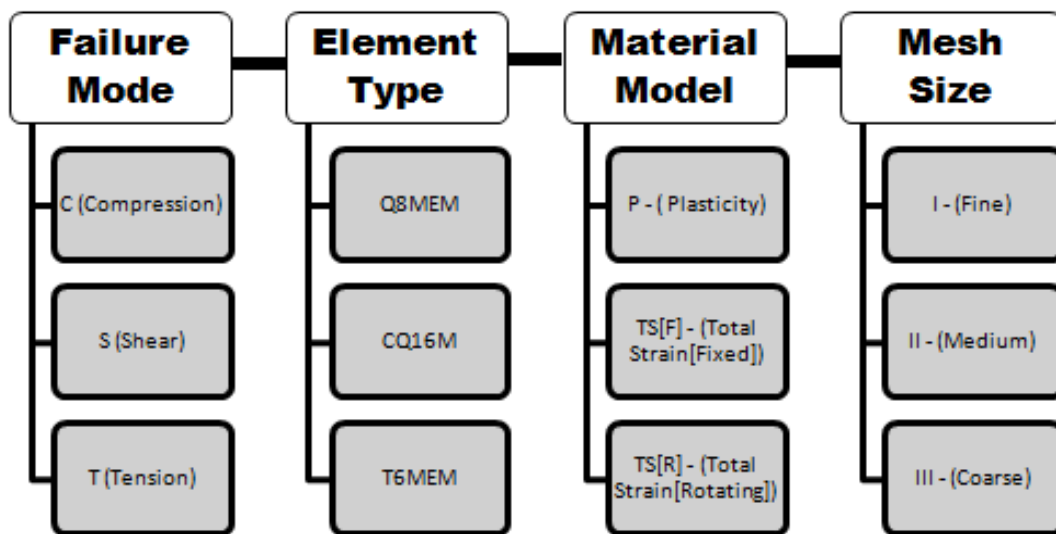 Failure
Mode
Element
Type
Material
Model
Mesh
Size
C (Compression)
Q8MEM
P - ( Plasticity)
I - (Fine)
S (Shear)
CQ16M
TS[F] - (Total
Strain[Fixed])
II - (Medium)
T (Tension)
T6MEM
TS[R] - (Total
Strain[Rotating])
III - (Coarse)